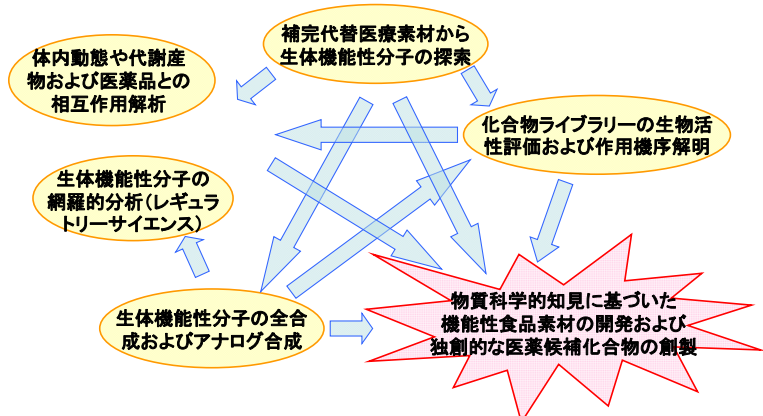 補完代替医療素材から
生体機能性分子の探索
体内動態や代謝産
物および医薬品との
相互作用解析
化合物ライブラリーの生物活
性評価および作用機序解明
生体機能性分子の
網羅的分析（レギュラ
トリーサイエンス）
生体機能性分子の全合
成およびアナログ合成
物質科学的知見に基づいた
機能性食品素材の開発および
独創的な医薬候補化合物の創製